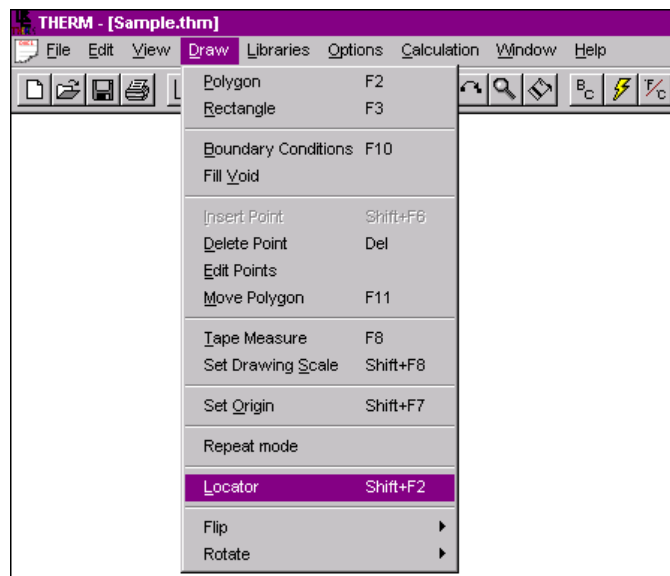 THERM - [Sample.thm]
File Edit View Draw Libraries Options Calculation Window Help
Polygon F2
Rectangle F3
Boundary Conditions F10
Fill Void
Insert Point Shift+F6
Delete Point Del
Edit Points
Move Polygon F11
Tape Measure F8
Set Drawing Scale Shift+F8
Set Origin Shift+F7
Repeat mode
Locator Shift+F2
Flip
Rotate
BC
°F/°C